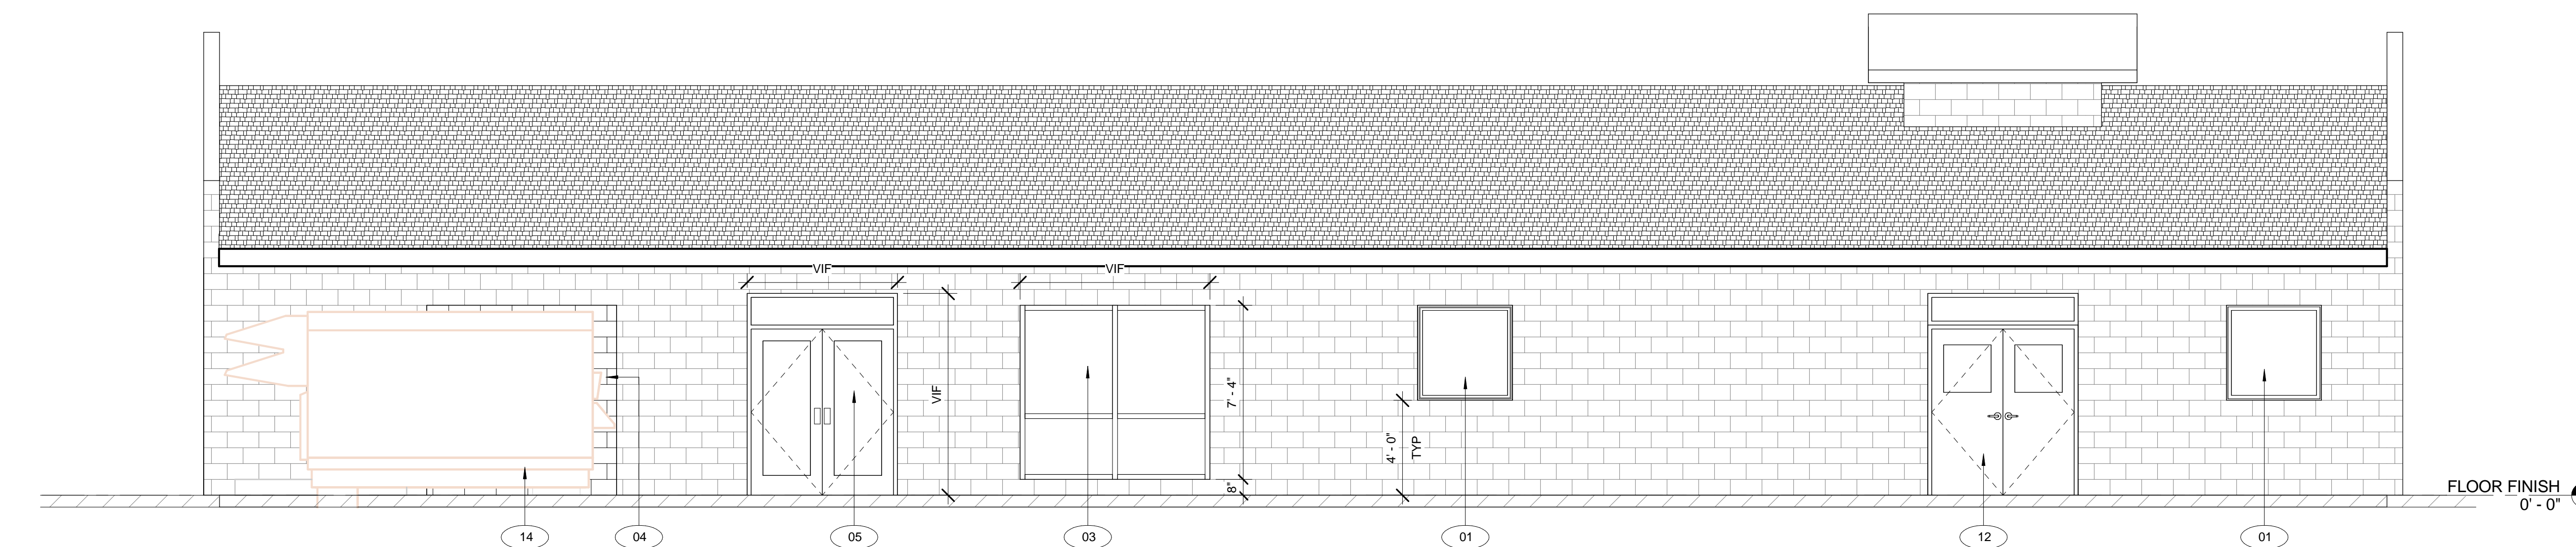 VIF
VIF
VIF
7' - 4"
8"
4' - 0"
TYP
FLOOR FINISH
0' - 0"
14
04
05
03
01
12
01